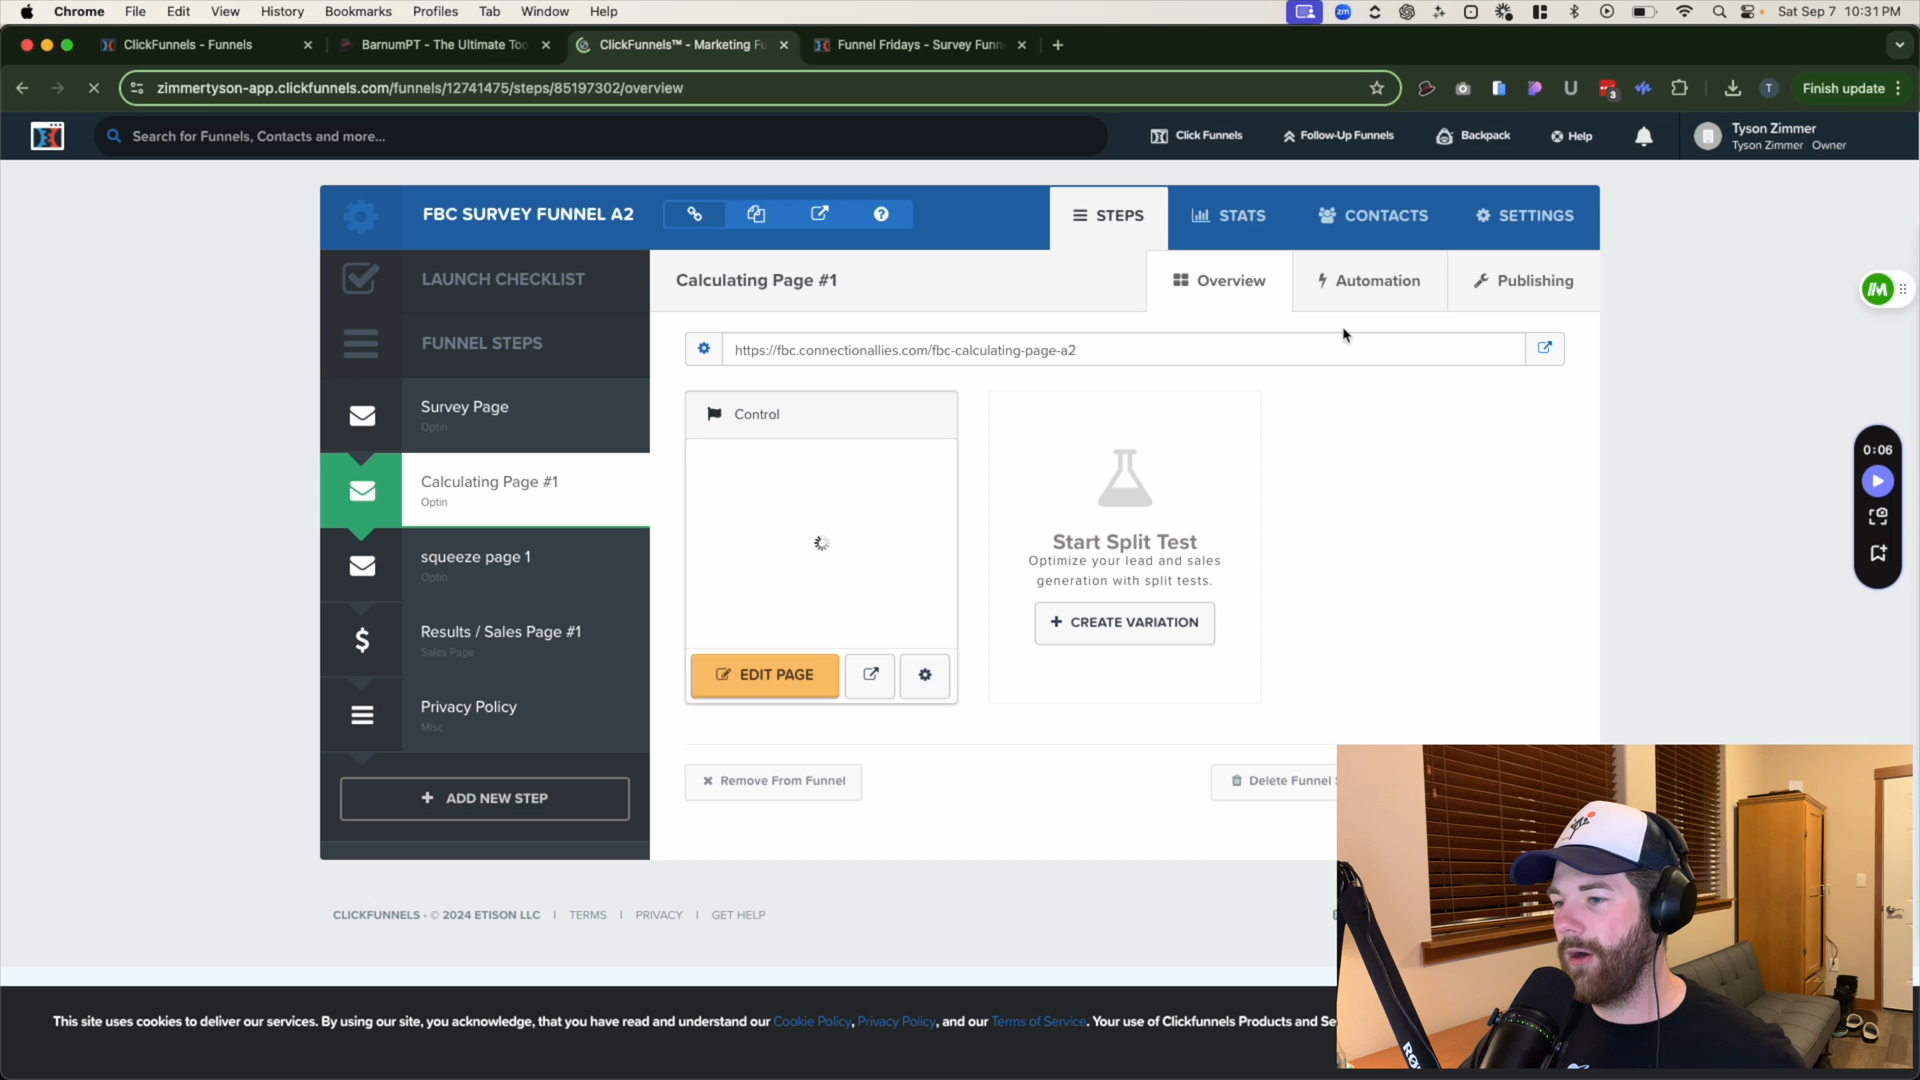 Chrome File Edit View History Bookmarks Profiles Tab Window Help
zm
Sat Sep 7 10:31 PM
ClickFunnels - Funnels
BarnumPT - The Ultimate Too
ClickFunnels™ - Marketing Fu
Funnel Fridays - Survey Funn
zimmertyson-app.clickfunnels.com/funnels/12741475/steps/85197302/overview
3
T
Finish update
Search for Funnels, Contacts and more...
Click Funnels
Follow-Up Funnels
Backpack
Help
Tyson Zimmer
Tyson Zimmer Owner
FBC SURVEY FUNNEL A2
STEPS
STATS
CONTACTS
SETTINGS
LAUNCH CHECKLIST
FUNNEL STEPS
Survey Page
Optin
Calculating Page #1
Optin
squeeze page 1
Optin
Results / Sales Page #1
Sales Page
Privacy Policy
Misc
+ ADD NEW STEP
Calculating Page #1
Overview
Automation
Publishing
https://fbc.connectionallies.com/fbc-calculating-page-a2
Control
EDIT PAGE
Start Split Test
Optimize your lead and sales
generation with split tests.
+ CREATE VARIATION
Remove From Funnel
Delete Funnel
0:06
CLICKFUNNELS - © 2024 ETISON LLC | TERMS | PRIVACY | GET HELP
This site uses cookies to deliver our services. By using our site, you acknowledge, that you have read and understand our Cookie Policy, Privacy Policy, and our Terms of Service. Your use of Clickfunnels Products and Se